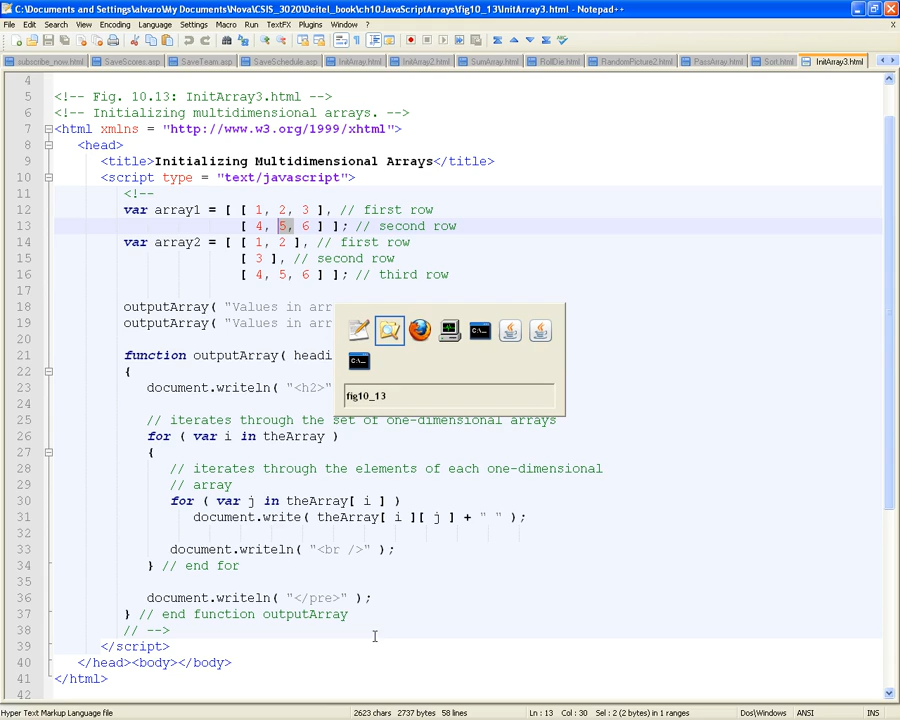 C:\Documents and Settings\alvaro\My Documents\Nova\CSIS_3020\Deitel_book\ch10JavaScriptArrays\fig10_13\InitArray3.html - Notepad++
File Edit Search View Encoding Language Settings Macro Run TextFX Plugins Window ? X
subscribe_now.html SaveScores.asp SaveTeam.asp SaveSchedule.asp InitArray.html InitArray2.html SumArray.html RollDie.html RandomPicture2.html PassArray.html Sort.html InitArray3.html
4
5 <!-- Fig. 10.13: InitArray3.html -->
6 <!-- Initializing multidimensional arrays. -->
7 <html xmlns = "http://www.w3.org/1999/xhtml">
8 <head>
9 <title>Initializing Multidimensional Arrays</title>
10 <script type = "text/javascript">
11 <!--
12 var array1 = [ [ 1, 2, 3 ], // first row
13 [ 4, 5, 6 ] ]; // second row
14 var array2 = [ [ 1, 2 ], // first row
15 [ 3 ], // second row
16 [ 4, 5, 6 ] ]; // third row
17
18 outputArray( "Values in arr
19 outputArray( "Values in arr
20
21 function outputArray( headi
22 {
23 document.writeln( "<h2>"
24
25 // iterates through the set of one-dimensional arrays
26 for ( var i in theArray )
27 {
28 // iterates through the elements of each one-dimensional
29 // array
30 for ( var j in theArray[ i ] )
31 document.write( theArray[ i ][ j ] + " " );
32
33 document.writeln( "<br />" );
34 } // end for
35
36 document.writeln( "</pre>" );
37 } // end function outputArray
38 // -->
39 </script>
40 </head><body></body>
41 </html>
42
C:\_
C:\_
fig10_13
Hyper Text Markup Language file 2623 chars 2737 bytes 58 lines Ln : 13 Col : 30 Sel : 2 (2 bytes) in 1 ranges Dos\Windows ANSI INS